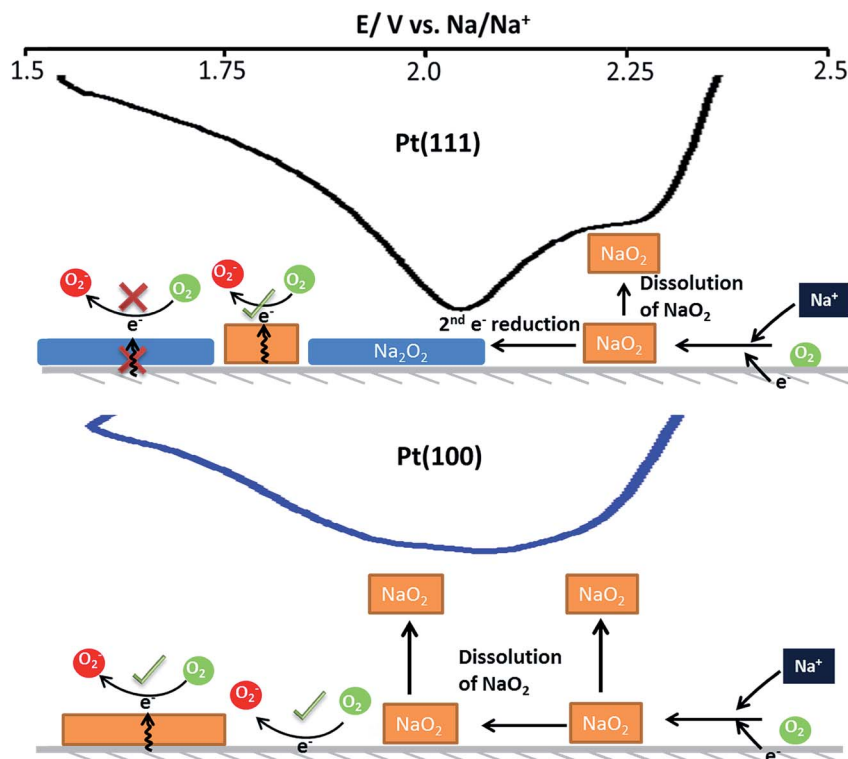 E/ V vs. Na/Na⁺
1.5 1.75 2.0 2.25 2.5
Pt(111)
NaO₂
O₂⁻ O₂ O₂⁻ O₂
Dissolution
of NaO₂
Na⁺
e⁻ e⁻
2ⁿᵈ e⁻ reduction
Na₂O₂ NaO₂
O₂
e⁻
Pt(100)
NaO₂ NaO₂
O₂⁻ O₂
Dissolution
of NaO₂
Na⁺
e⁻
O₂⁻ O₂
NaO₂ NaO₂
O₂
e⁻ e⁻